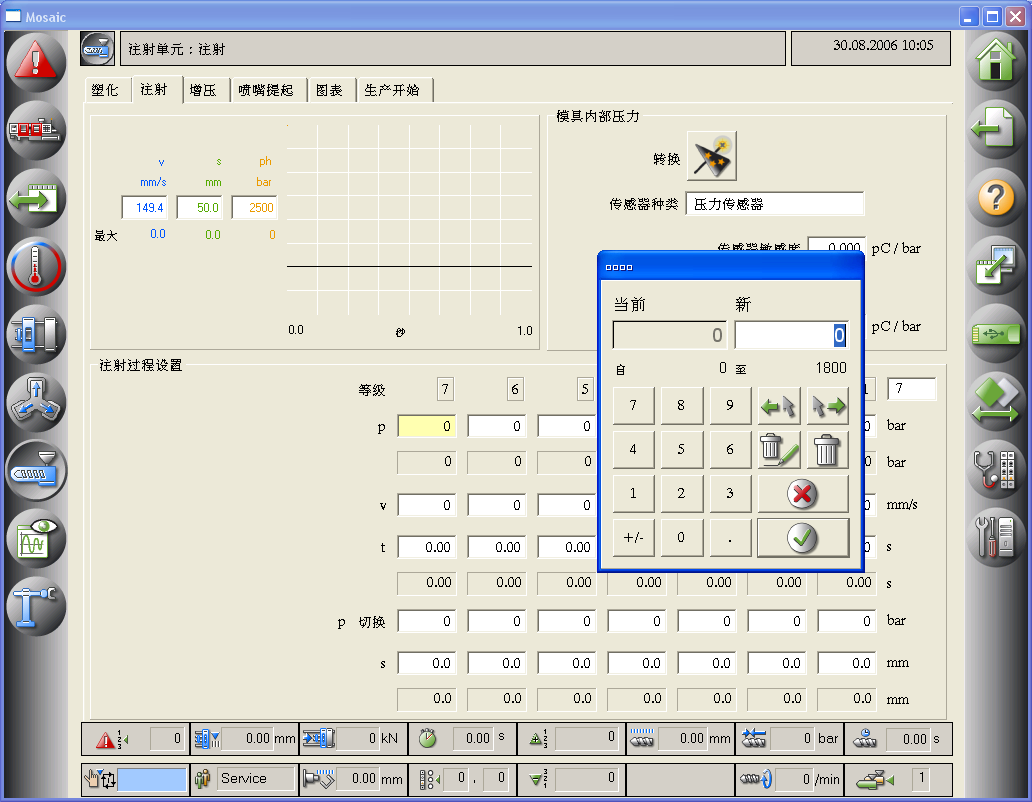 Mosaic
注射单元：注射
30.08.2006 10:05
塑化 注射 增压 喷嘴提起 图表 生产开始
模具内部压力
转换
v s ph
mm/s mm bar
149.4 50.0 2500
最大 0.0 0.0 0
0.0 秒 1.0
传感器种类 压力传感器
传感器敏感度 0.000 pC / bar
pC / bar
当前 新
0 0
自 0 至 1800
7 8 9
4 5 6
1 2 3
+/- 0 .
注射过程设置
等级 7 6 5 1 7
p 0 0 0 0 bar
0 0 0 0 bar
v 0 0 0 0 mm/s
t 0.00 0.00 0.00 0 s
0.00 0.00 0.00 0.00 0.00 0.00 0.00 s
p 切换 0 0 0 0 0 0 0 bar
s 0.0 0.0 0.0 0.0 0.0 0.0 0.0 mm
0.0 0.0 0.0 0.0 0.0 0.0 0.0 mm
0 0.00 mm 0 kN 0.00 s 0 0.00 mm 0 bar 0.00 s
Service 0.00 mm 0 , 0 0 0 /min 1